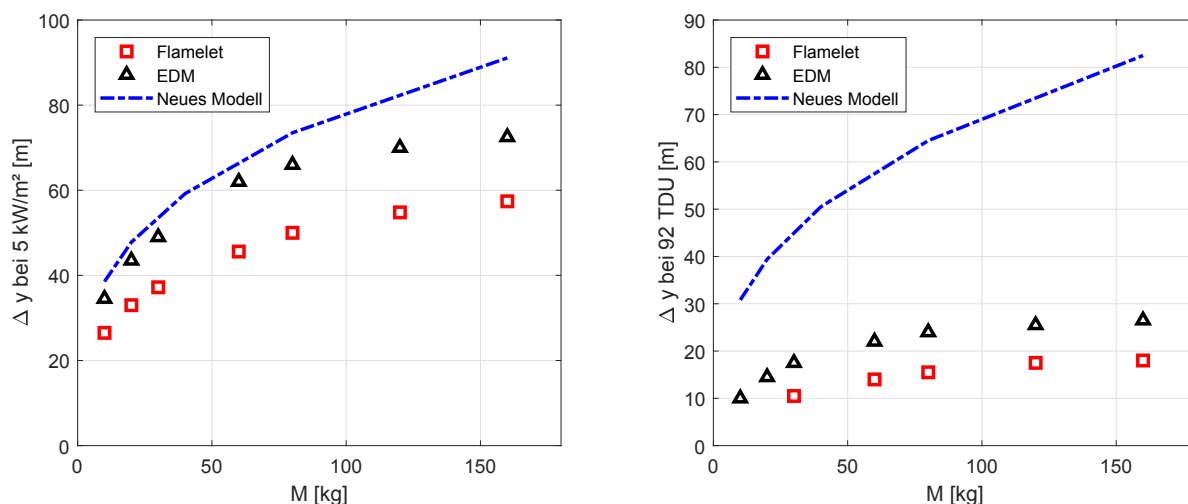 100
80
60
40
20
0
Δ y bei 5 kW/m² [m]
Flamelet
EDM
Neues Modell
0 50 100 150
M [kg]
90
80
70
60
50
40
30
20
10
0
Δ y bei 92 TDU [m]
Flamelet
EDM
Neues Modell
0 50 100 150
M [kg]